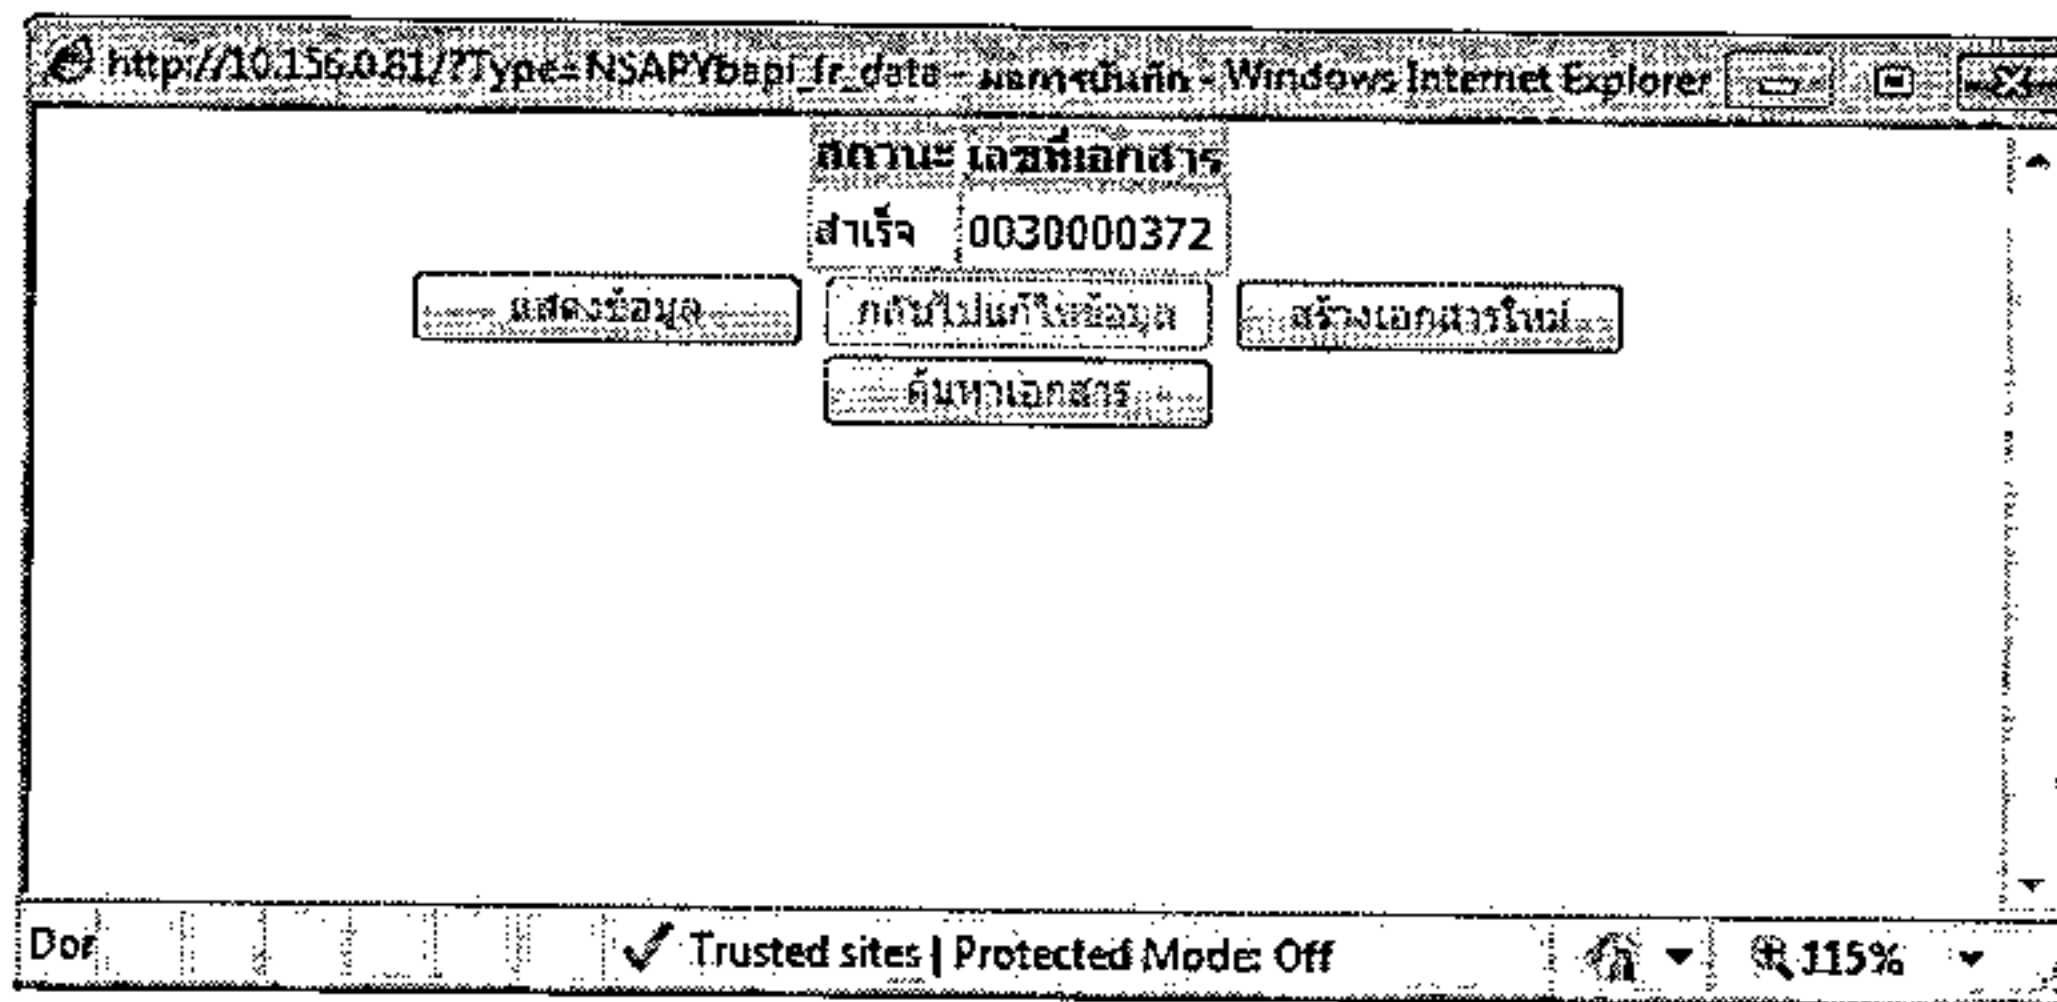 http://10.156.0.81/?Type=NSAPYbapi_fr_data - ผลการบันทึก - Windows Internet Explorer
สถานะ เลขที่เอกสาร
สำเร็จ 0030000372
แสดงข้อมูล กลับไปแก้ไขข้อมูล สร้างเอกสารใหม่
ค้นหาเอกสาร
Dor Trusted sites | Protected Mode: Off 115%